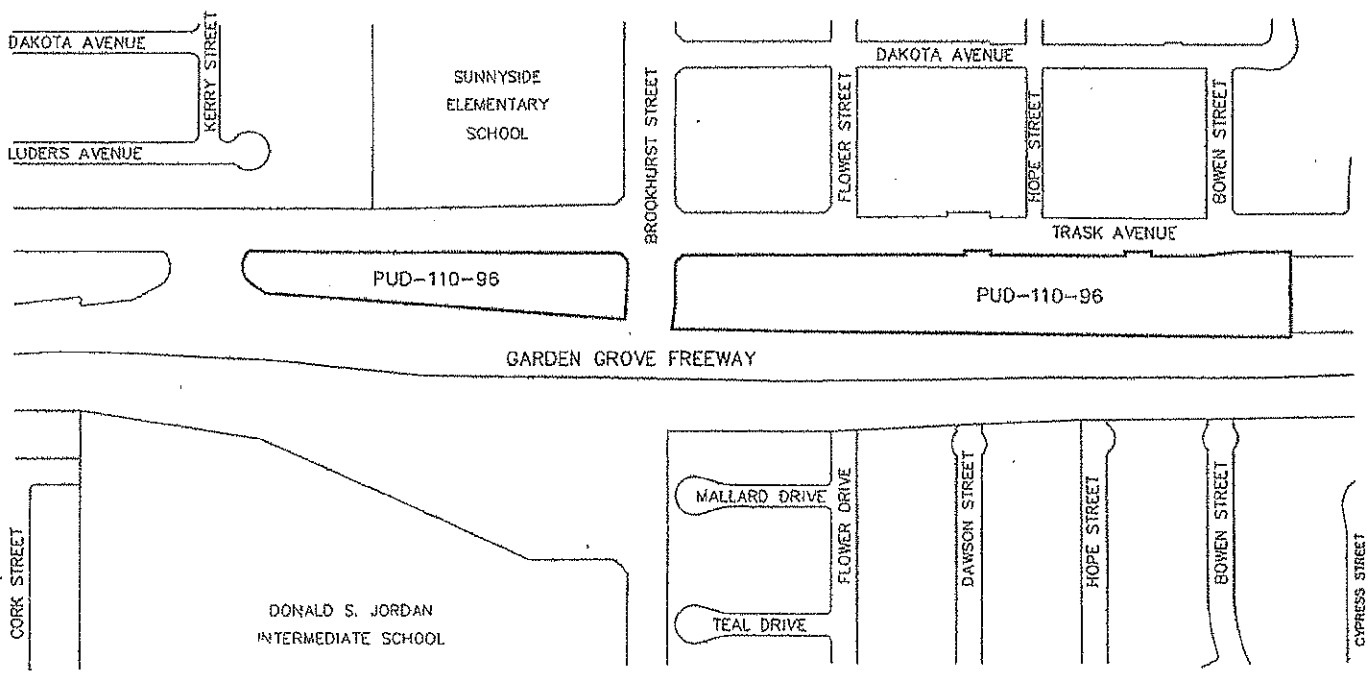 DAKOTA AVENUE
KERRY STREET
LUDERS AVENUE
SUNNYSIDE
ELEMENTARY
SCHOOL
BROOKHURST STREET
DAKOTA AVENUE
FLOWER STREET
HOPE STREET
BOWEN STREET
TRASK AVENUE
PUD-110-96
PUD-110-96
GARDEN GROVE FREEWAY
CORK STREET
DONALD S. JORDAN
INTERMEDIATE SCHOOL
MALLARD DRIVE
TEAL DRIVE
FLOWER DRIVE
DAWSON STREET
HOPE STREET
BOWEN STREET
CYPRESS STREET